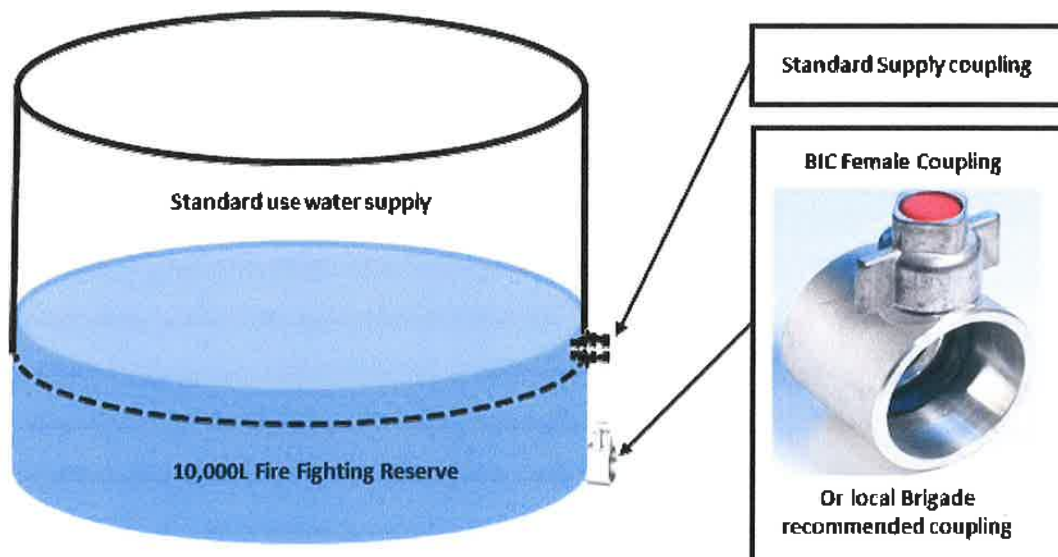 Standard Supply coupling
BIC Female Coupling
Standard use water supply
10,000L Fire Fighting Reserve
Or local Brigade
recommended coupling